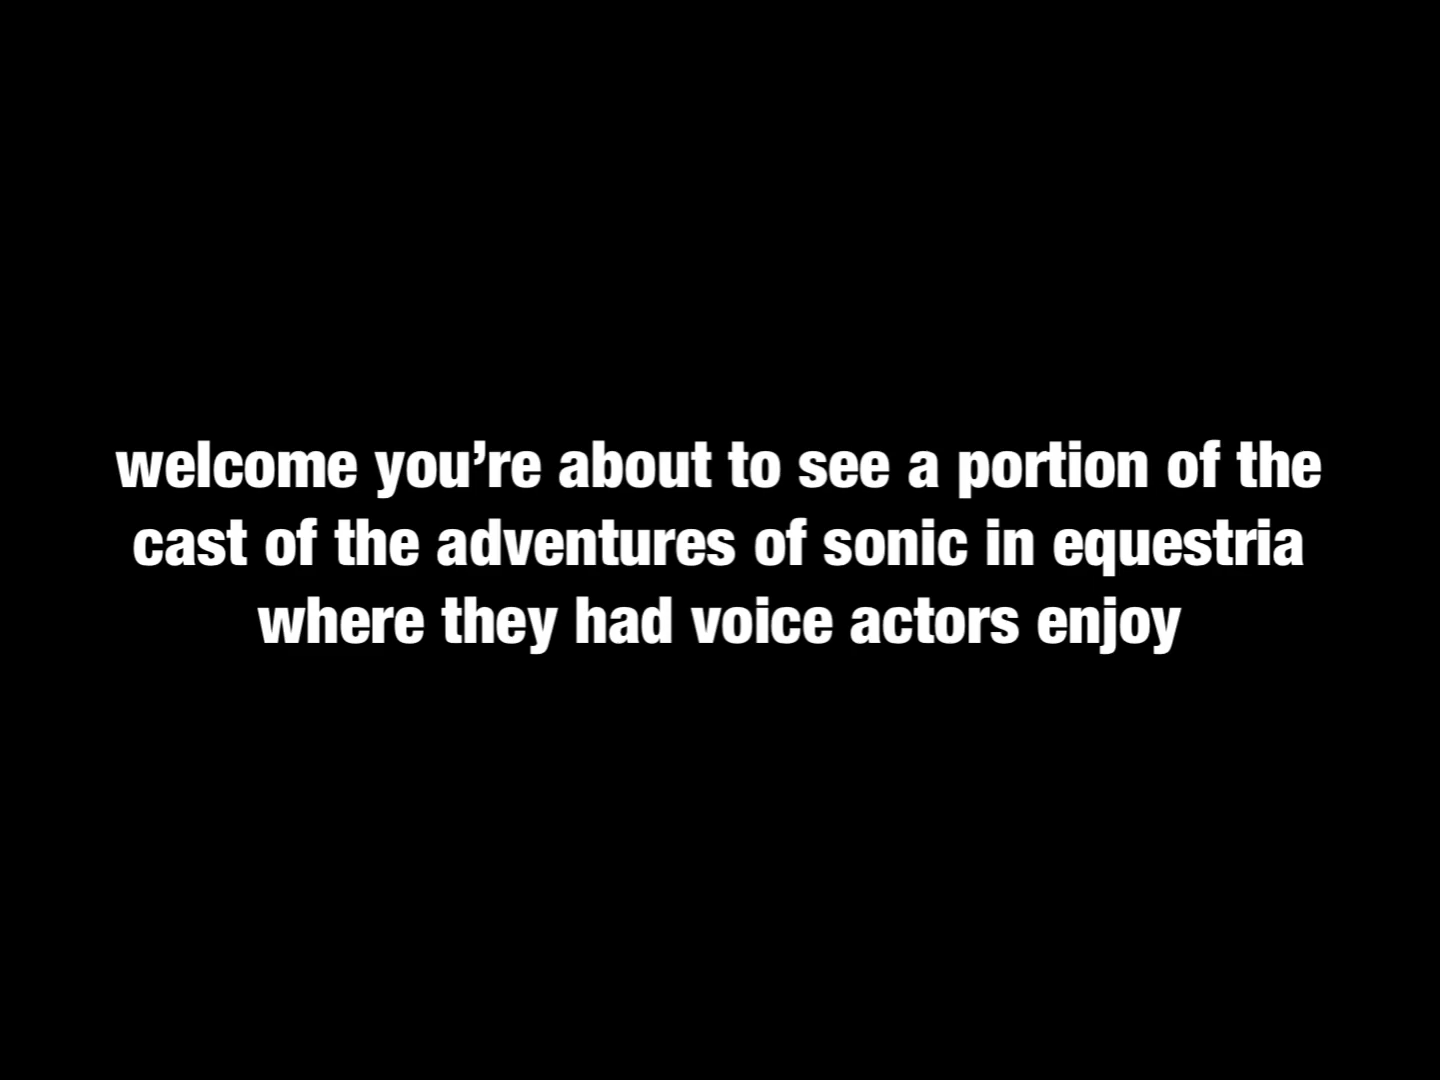 welcome you’re about to see a portion of the
cast of the adventures of sonic in equestria
where they had voice actors enjoy